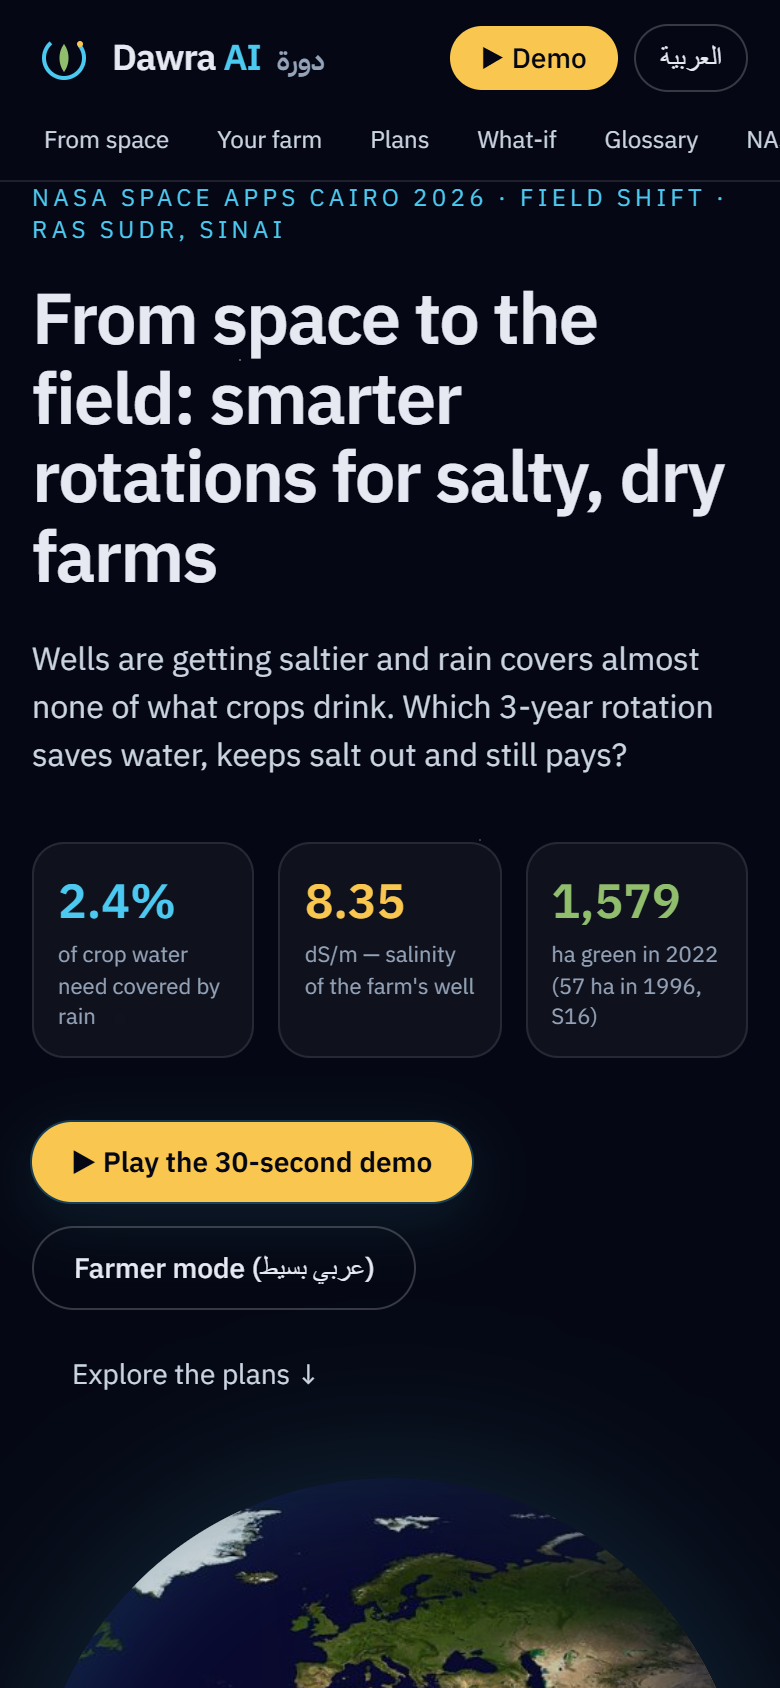 Dawra AI دورة
▶ Demo
العربية
From space Your farm Plans What-if Glossary NA
NASA SPACE APPS CAIRO 2026 · FIELD SHIFT ·
RAS SUDR, SINAI
From space to the
field: smarter
rotations for salty, dry
farms
Wells are getting saltier and rain covers almost
none of what crops drink. Which 3-year rotation
saves water, keeps salt out and still pays?
2.4%
of crop water
need covered by
rain
8.35
dS/m — salinity
of the farm's well
1,579
ha green in 2022
(57 ha in 1996,
S16)
▶ Play the 30-second demo
Farmer mode (عربي بسيط)
Explore the plans ↓